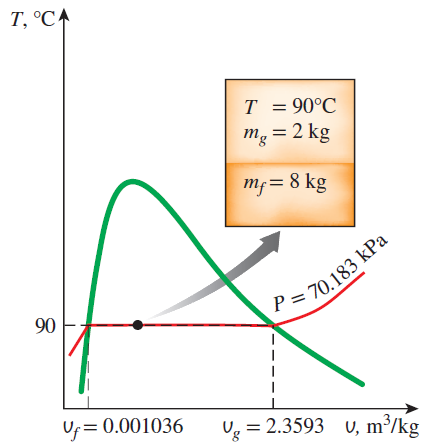 T, °C
T = 90°C
m_g = 2 kg
m_f = 8 kg
P = 70.183 kPa
90
υ_f = 0.001036
υ_g = 2.3593
υ, m³/kg